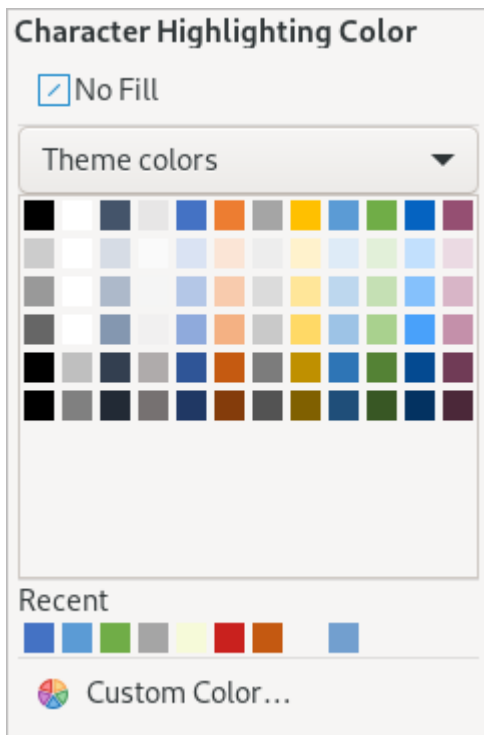 Character Highlighting Color
No Fill
Theme colors
Recent
Custom Color…